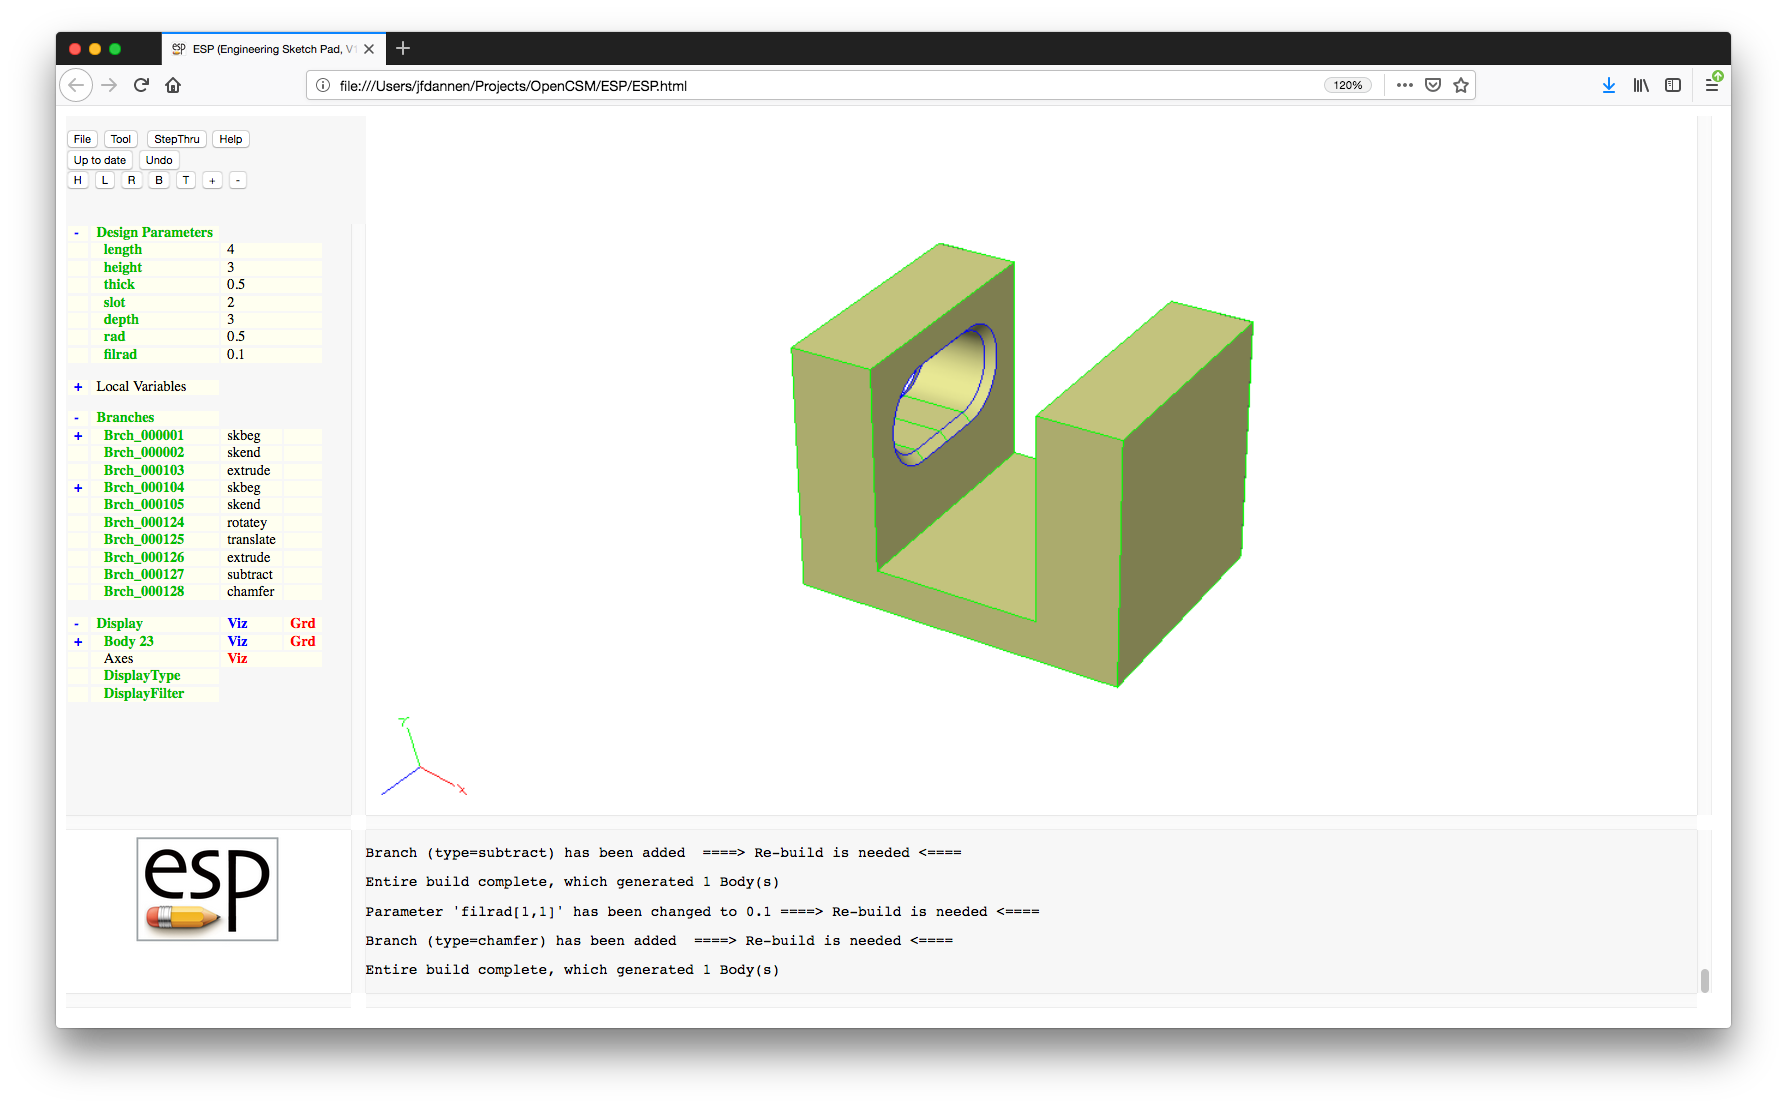 esp ESP (Engineering Sketch Pad, V1
file:///Users/jfdannen/Projects/OpenCSM/ESP/ESP.html 120%
File Tool StepThru Help
Up to date Undo
H L R B T + -
- Design Parameters
length 4
height 3
thick 0.5
slot 2
depth 3
rad 0.5
filrad 0.1
+ Local Variables
- Branches
+ Brch_000001 skbeg
Brch_000002 skend
Brch_000103 extrude
+ Brch_000104 skbeg
Brch_000105 skend
Brch_000124 rotatey
Brch_000125 translate
Brch_000126 extrude
Brch_000127 subtract
Brch_000128 chamfer
- Display Viz Grd
+ Body 23 Viz Grd
Axes Viz
DisplayType
DisplayFilter
Y
X
esp
Branch (type=subtract) has been added ====> Re-build is needed <====
Entire build complete, which generated 1 Body(s)
Parameter 'filrad[1,1]' has been changed to 0.1 ====> Re-build is needed <====
Branch (type=chamfer) has been added ====> Re-build is needed <====
Entire build complete, which generated 1 Body(s)